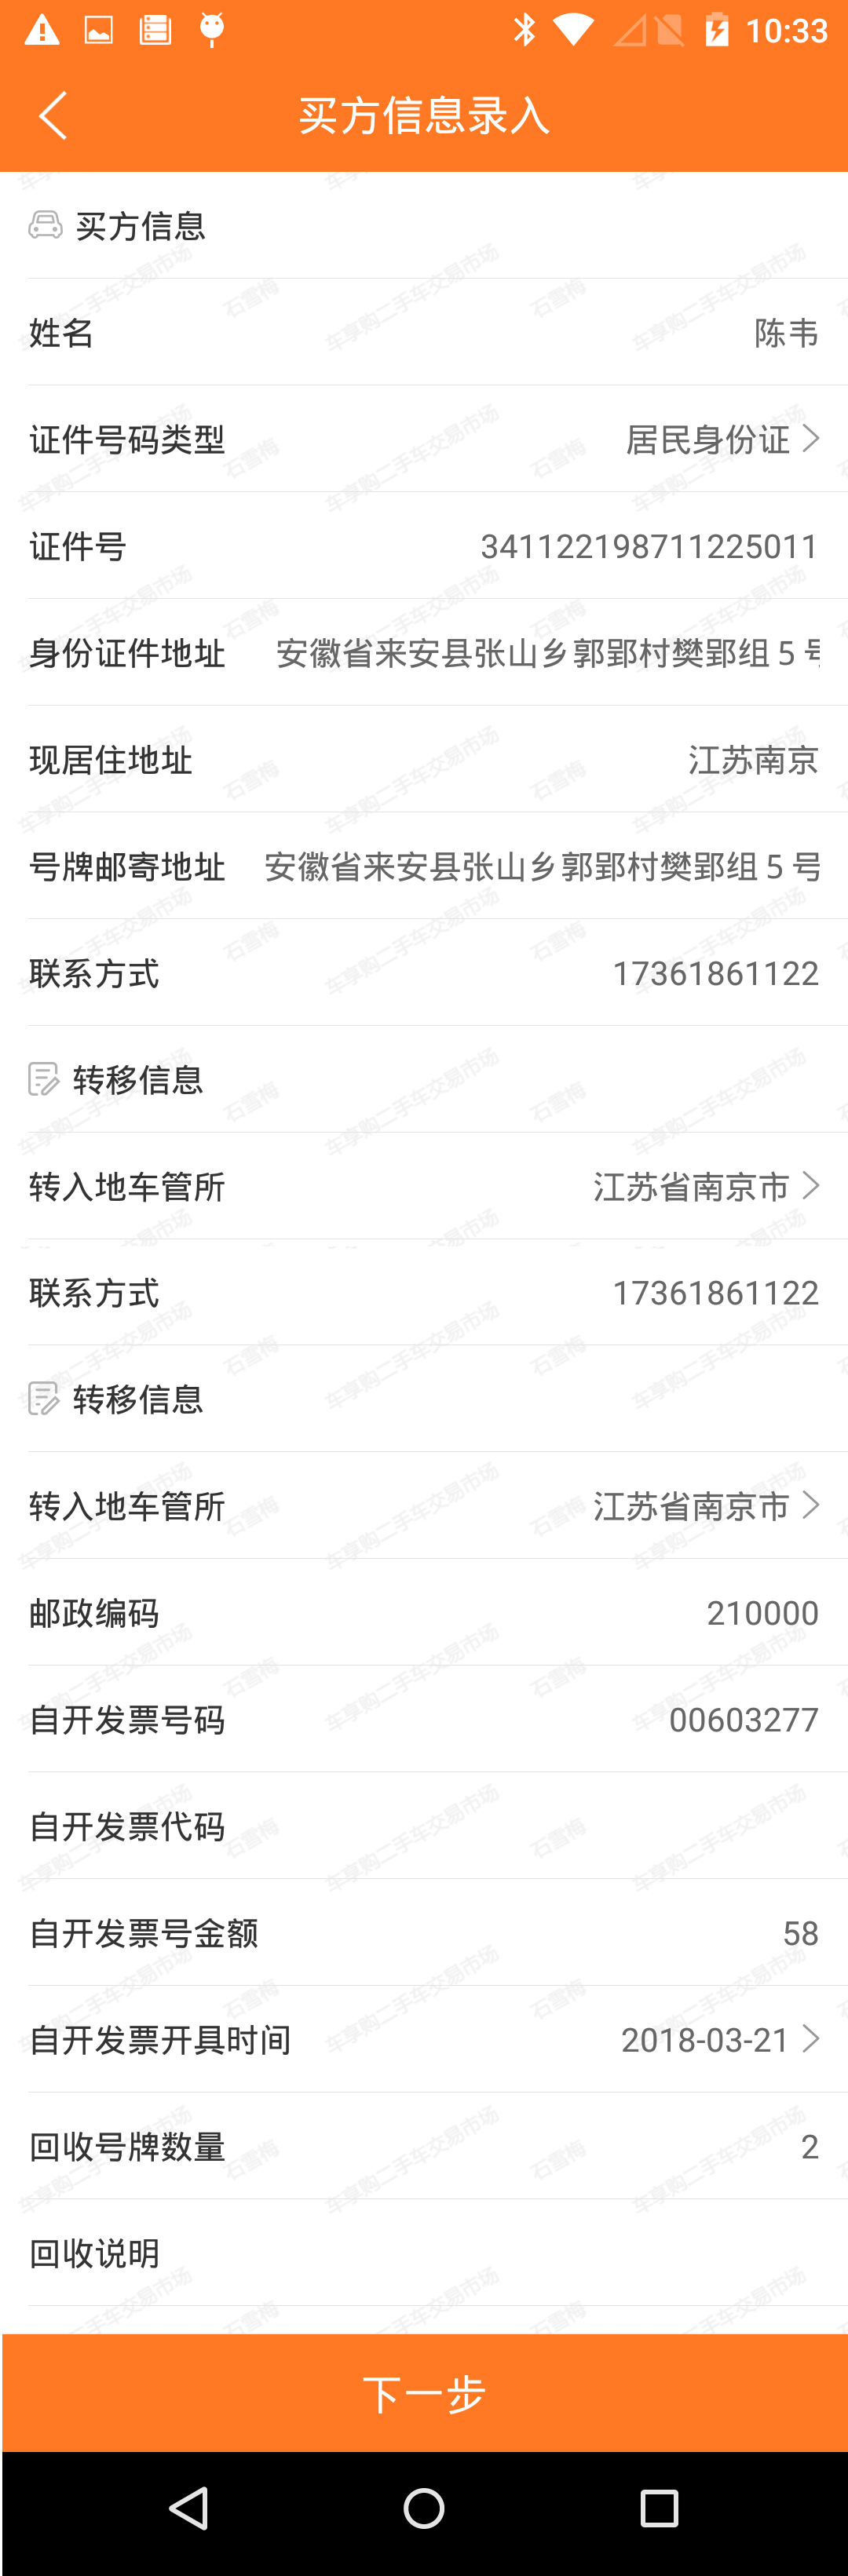 10:33
买方信息录入
买方信息
姓名 陈韦
证件号码类型 居民身份证
证件号 341122198711225011
身份证件地址 安徽省来安县张山乡郭郢村樊郢组 5 号
现居住地址 江苏南京
号牌邮寄地址 安徽省来安县张山乡郭郢村樊郢组 5 号
联系方式 17361861122
转移信息
转入地车管所 江苏省南京市
联系方式 17361861122
转移信息
转入地车管所 江苏省南京市
邮政编码 210000
自开发票号码 00603277
自开发票代码
自开发票号金额 58
自开发票开具时间 2018-03-21
回收号牌数量 2
回收说明
下一步
车享购二手车交易市场 石雪梅